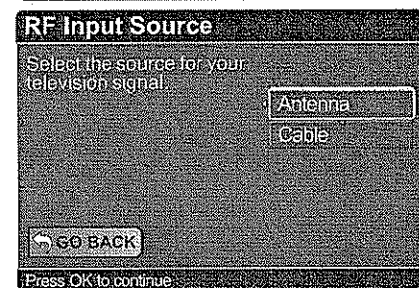 RF Input Source
Select the source for your
television signal.
Antenna
Cable
GO BACK
Press OK to continue